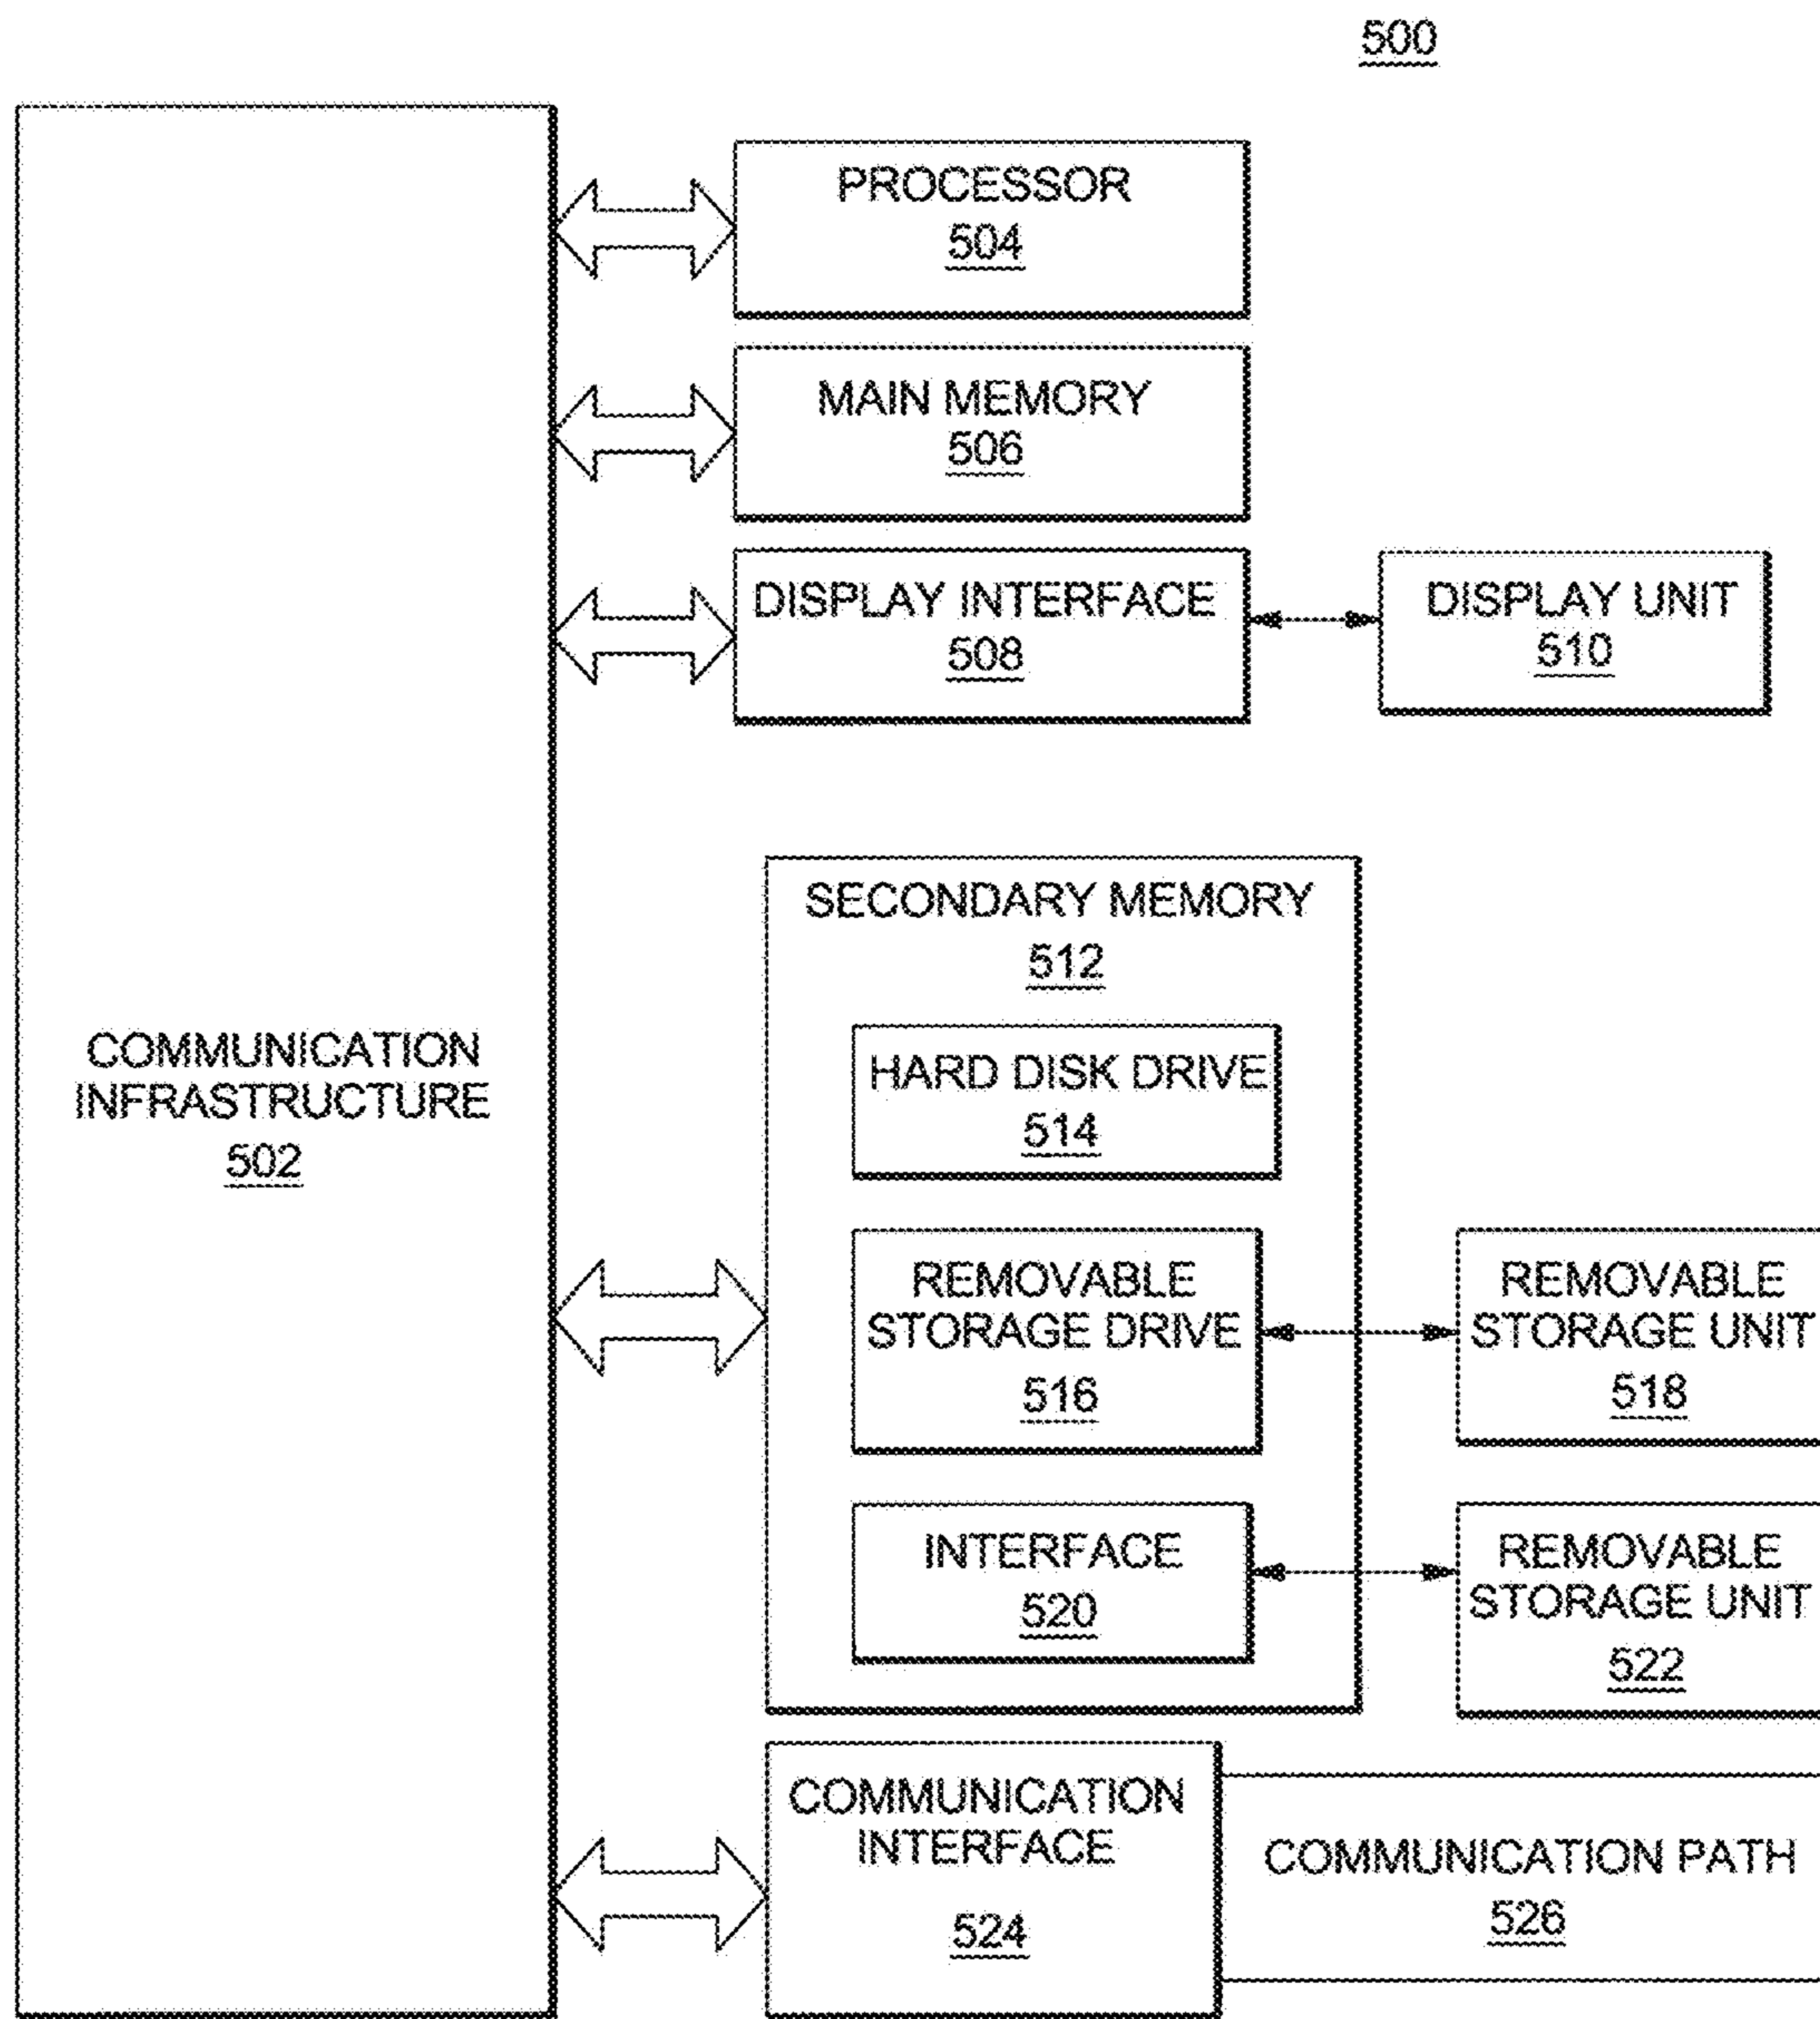 500
PROCESSOR
504
MAIN MEMORY
506
DISPLAY INTERFACE
508
DISPLAY UNIT
510
SECONDARY MEMORY
512
COMMUNICATION
INFRASTRUCTURE
502
HARD DISK DRIVE
514
REMOVABLE
STORAGE DRIVE
516
REMOVABLE
STORAGE UNIT
518
INTERFACE
520
REMOVABLE
STORAGE UNIT
522
COMMUNICATION
INTERFACE
524
COMMUNICATION PATH
526